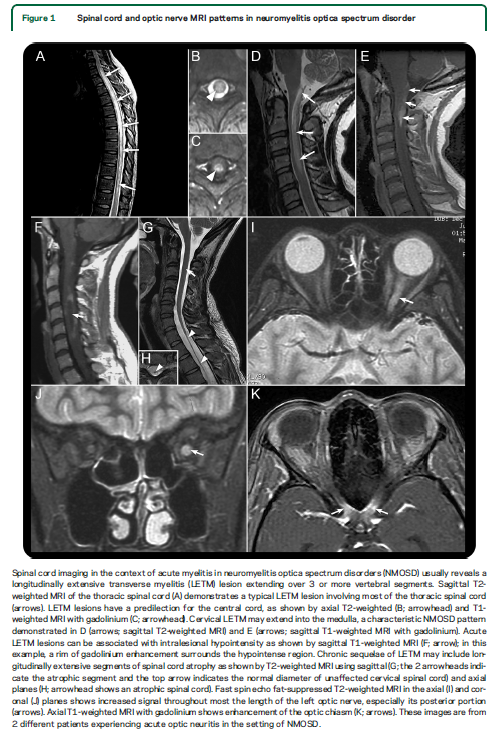 Figure 1 Spinal cord and optic nerve MRI patterns in neuromyelitis optica spectrum disorder
A
B
C
D
E
F
G
H
I
J
K
Spinal cord imaging in the context of acute myelitis in neuromyelitis optica spectrum disorders (NMOSD) usually reveals a
longitudinally extensive transverse myelitis (LETM) lesion extending over 3 or more vertebral segments. Sagittal T2-
weighted MRI of the thoracic spinal cord (A) demonstrates a typical LETM lesion involving most of the thoracic spinal cord
(arrows). LETM lesions have a predilection for the central cord, as shown by axial T2-weighted (B; arrowhead) and T1-
weighted MRI with gadolinium (C; arrowhead). Cervical LETM may extend into the medulla, a characteristic NMOSD pattern
demonstrated in D (arrows; sagittal T2-weighted MRI) and E (arrows; sagittal T1-weighted MRI with gadolinium). Acute
LETM lesions can be associated with intralesional hypointensity as shown by sagittal T1-weighted MRI (F; arrow); in this
example, a rim of gadolinium enhancement surrounds the hypointense region. Chronic sequelae of LETM may include lon-
gitudinally extensive segments of spinal cord atrophy as shown by T2-weighted MRI using sagittal (G; the 2 arrowheads indi-
cate the atrophic segment and the top arrow indicates the normal diameter of unaffected cervical spinal cord) and axial
planes (H; arrowhead shows an atrophic spinal cord). Fast spin echo fat-suppressed T2-weighted MRI in the axial (I) and cor-
onal (J) planes shows increased signal throughout most the length of the left optic nerve, especially its posterior portion
(arrows). Axial T1-weighted MRI with gadolinium shows enhancement of the optic chiasm (K; arrows). These images are from
2 different patients experiencing acute optic neuritis in the setting of NMOSD.